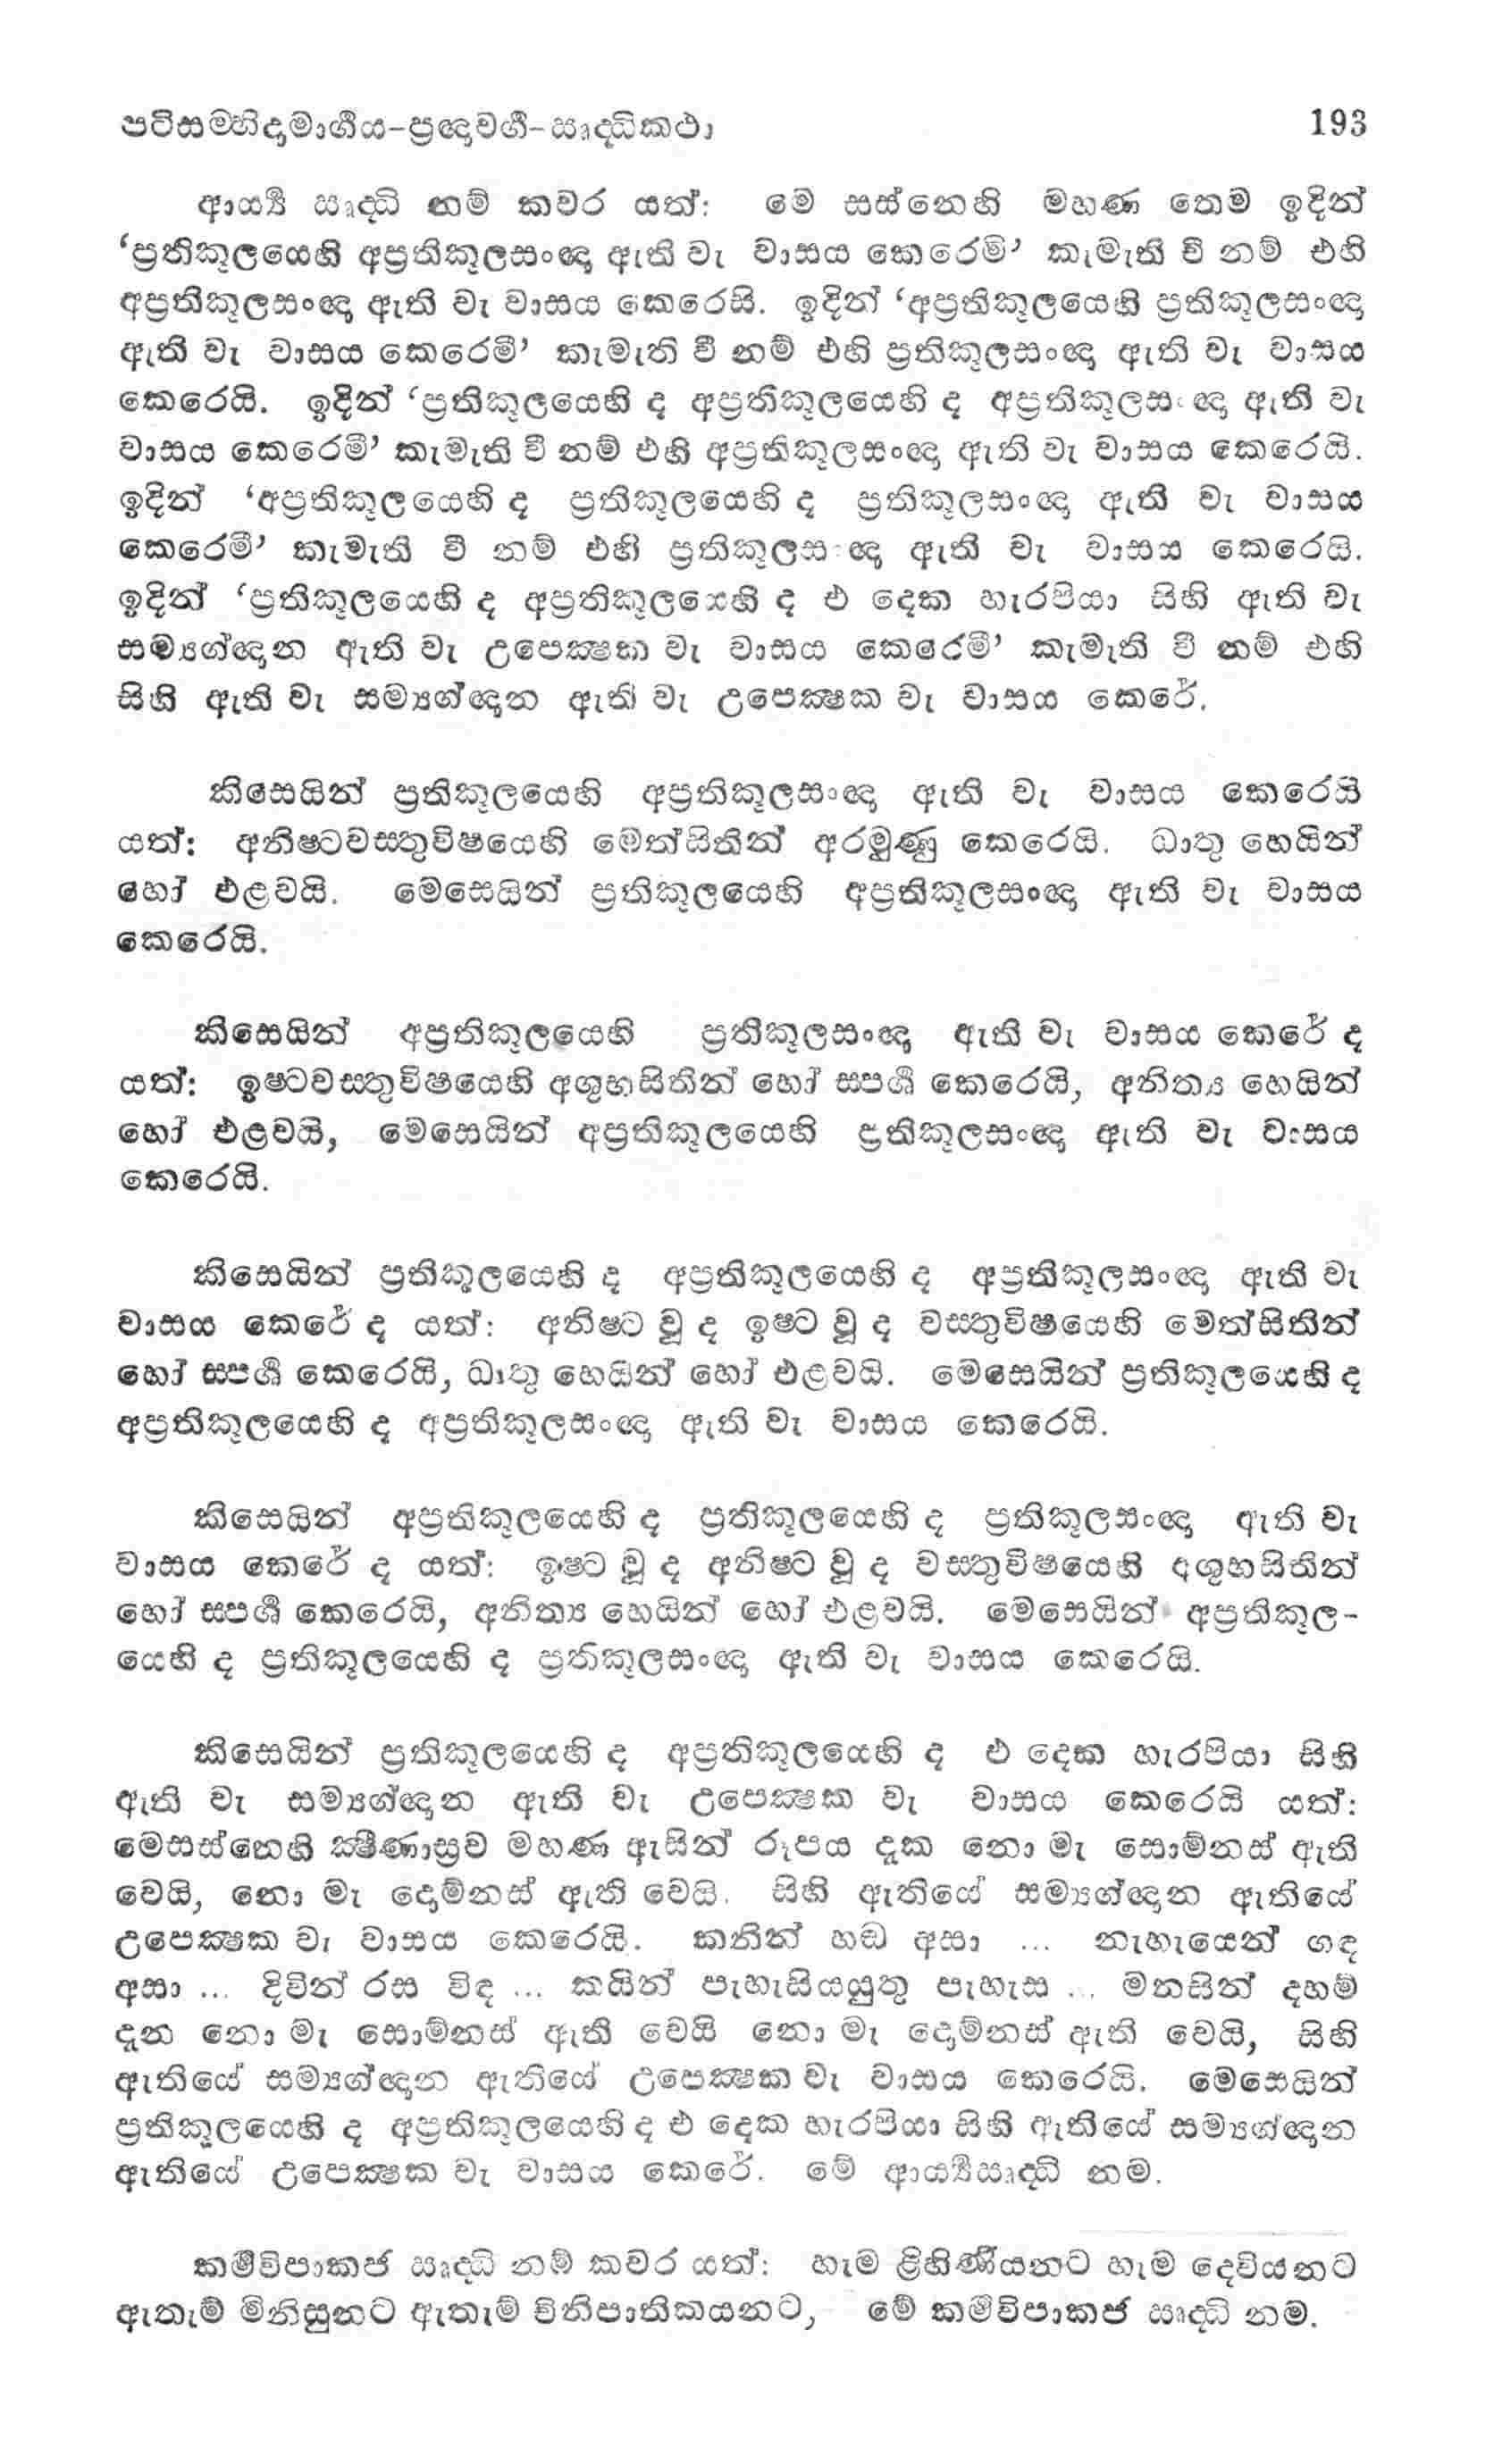 පටිසම්භිදාමාර්ගය-ප්‍රඥාවර්ග-ඍද්ධිකථා 193
ආර්ය්‍ය ඍද්ධි නම් කවර යත්: මෙ සස්නෙහි මහණ තෙම ඉදින්
‘ප්‍රතිකූලයෙහි අප්‍රතිකූලසංඥා ඇති වැ වාසය කෙරෙමි’ කැමැති වී නම් එහි
අප්‍රතිකූලසංඥා ඇති වැ වාසය කෙරෙසි. ඉදින් ‘අප්‍රතිකූලයෙහි ප්‍රතිකූලසංඥා
ඇති වැ වාසය කෙරෙමී’ කැමැති වී නම් එහි ප්‍රතිකූලසංඥා ඇති වැ වාසය
කෙරෙයි. ඉදින් ‘ප්‍රතිකූලයෙහි ද අප්‍රතිකූලයෙහි ද අප්‍රතිකූලසංඥා ඇති වැ
වාසය කෙරෙමී’ කැමැති වී නම් එහි අප්‍රතිකූලසංඥා ඇති වැ වාසය කෙරෙයි.
ඉදින් ‘අප්‍රතිකූලයෙහි ද ප්‍රතිකූලයෙහි ද ප්‍රතිකූලසංඥා ඇති වැ වාසය
කෙරෙමී’ කැමැති වී නම් එහි ප්‍රතිකූලසංඥා ඇති වැ වාසය කෙරෙයි.
ඉදින් ‘ප්‍රතිකූලයෙහි ද අප්‍රතිකූලයෙහි ද එ දෙක හැරපියා සිහි ඇති වැ
සම්‍යග්ඥාන ඇති වැ උපෙක්‍ෂක වැ වාසය කෙරෙමී’ කැමැති වී නම් එහි
සිහි ඇති වැ සම්‍යග්ඥාන ඇති වැ උපෙක්‍ෂක වැ වාසය කෙරේ.
කිසෙයින් ප්‍රතිකූලයෙහි අප්‍රතිකූලසංඥා ඇති වැ වාසය කෙරෙයි
යත්: අනිෂ්ටවස්තුවිෂයෙහි මෙත්සිතින් අරමුණු කෙරෙයි. ධාතු හෙයින්
හෝ එළවයි. මෙසෙයින් ප්‍රතිකූලයෙහි අප්‍රතිකූලසංඥා ඇති වැ වාසය
කෙරෙයි.
කිසෙයින් අප්‍රතිකූලයෙහි ප්‍රතිකූලසංඥා ඇති වැ වාසය කෙරේ ද
යත්: ඉෂ්ටවස්තුවිෂයෙහි අශුභසිතින් හෝ ස්පර්‍ශ කෙරෙයි, අනිත්‍ය හෙයින්
හෝ එළවයි, මෙසෙයින් අප්‍රතිකූලයෙහි ප්‍රතිකූලසංඥා ඇති වැ වාසය
කෙරෙයි.
කිසෙයින් ප්‍රතිකූලයෙහි ද අප්‍රතිකූලයෙහි ද අප්‍රතිකූලසංඥා ඇති වැ
වාසය කෙරේ ද යත්: අනිෂ්ට වූ ද ඉෂ්ට වූ ද වස්තුවිෂයෙහි මෙත්සිතින්
හෝ ස්පර්‍ශ කෙරෙයි, ධාතු හෙයින් හෝ එළවයි. මෙසෙයින් ප්‍රතිකූලයෙහි ද
අප්‍රතිකූලයෙහි ද අප්‍රතිකූලසංඥා ඇති වැ වාසය කෙරෙයි.
කිසෙයින් අප්‍රතිකූලයෙහි ද ප්‍රතිකූලයෙහි ද ප්‍රතිකූලසංඥා ඇති වැ
වාසය කෙරේ ද යත්: ඉෂ්ට වූ ද අනිෂ්ට වූ ද වස්තුවිෂයෙහි අශුභසිතින්
හෝ ස්පර්‍ශ කෙරෙයි, අනිත්‍ය හෙයින් හෝ එළවයි. මෙසෙයින් අප්‍රතිකූල-
යෙහි ද ප්‍රතිකූලයෙහි ද ප්‍රතිකූලසංඥා ඇති වැ වාසය කෙරෙයි.
කිසෙයින් ප්‍රතිකූලයෙහි ද අප්‍රතිකූලයෙහි ද එ දෙක හැරපියා සිහි
ඇති වැ සම්‍යග්ඥාන ඇති වැ උපෙක්‍ෂක වැ වාසය කෙරෙයි යත්:
මෙසස්නෙහි ක්‍ෂීණාස්‍රව මහණ ඇසින් රූපය දැක නො මැ සොම්නස් ඇති
වෙයි, නො මැ දොම්නස් ඇති වෙයි. සිහි ඇතියේ සම්‍යග්ඥාන ඇතියේ
උපෙක්‍ෂක වැ වාසය කෙරෙයි. කනින් හඬ අසා ... නැහැයෙන් ගඳ
අසා ... දිවින් රස විඳ ... කයින් පැහැසියයුතු පැහැස ... මනසින් දහම්
දැන නො මැ සොම්නස් ඇති වෙයි නො මැ දොම්නස් ඇති වෙයි, සිහි
ඇතියේ සම්‍යග්ඥාන ඇතියේ උපෙක්‍ෂක වැ වාසය කෙරෙයි. මෙසෙයින්
ප්‍රතිකූලයෙහි ද අප්‍රතිකූලයෙහි ද එ දෙක හැරපියා සිහි ඇතියේ සම්‍යග්ඥාන
ඇතියේ උපෙක්‍ෂක වැ වාසය කෙරේ. මේ ආර්ය්‍යඍද්ධි නම.
කර්‍මවිපාකජ ඍද්ධි නම් කවර යත්: හැම ළිහිණියනට හැම දෙවියනට
ඇතැම් මිනිසුනට ඇතැම් විනිපාතිකයනට, මේ කර්‍මවිපාකජ ඍද්ධි නම.